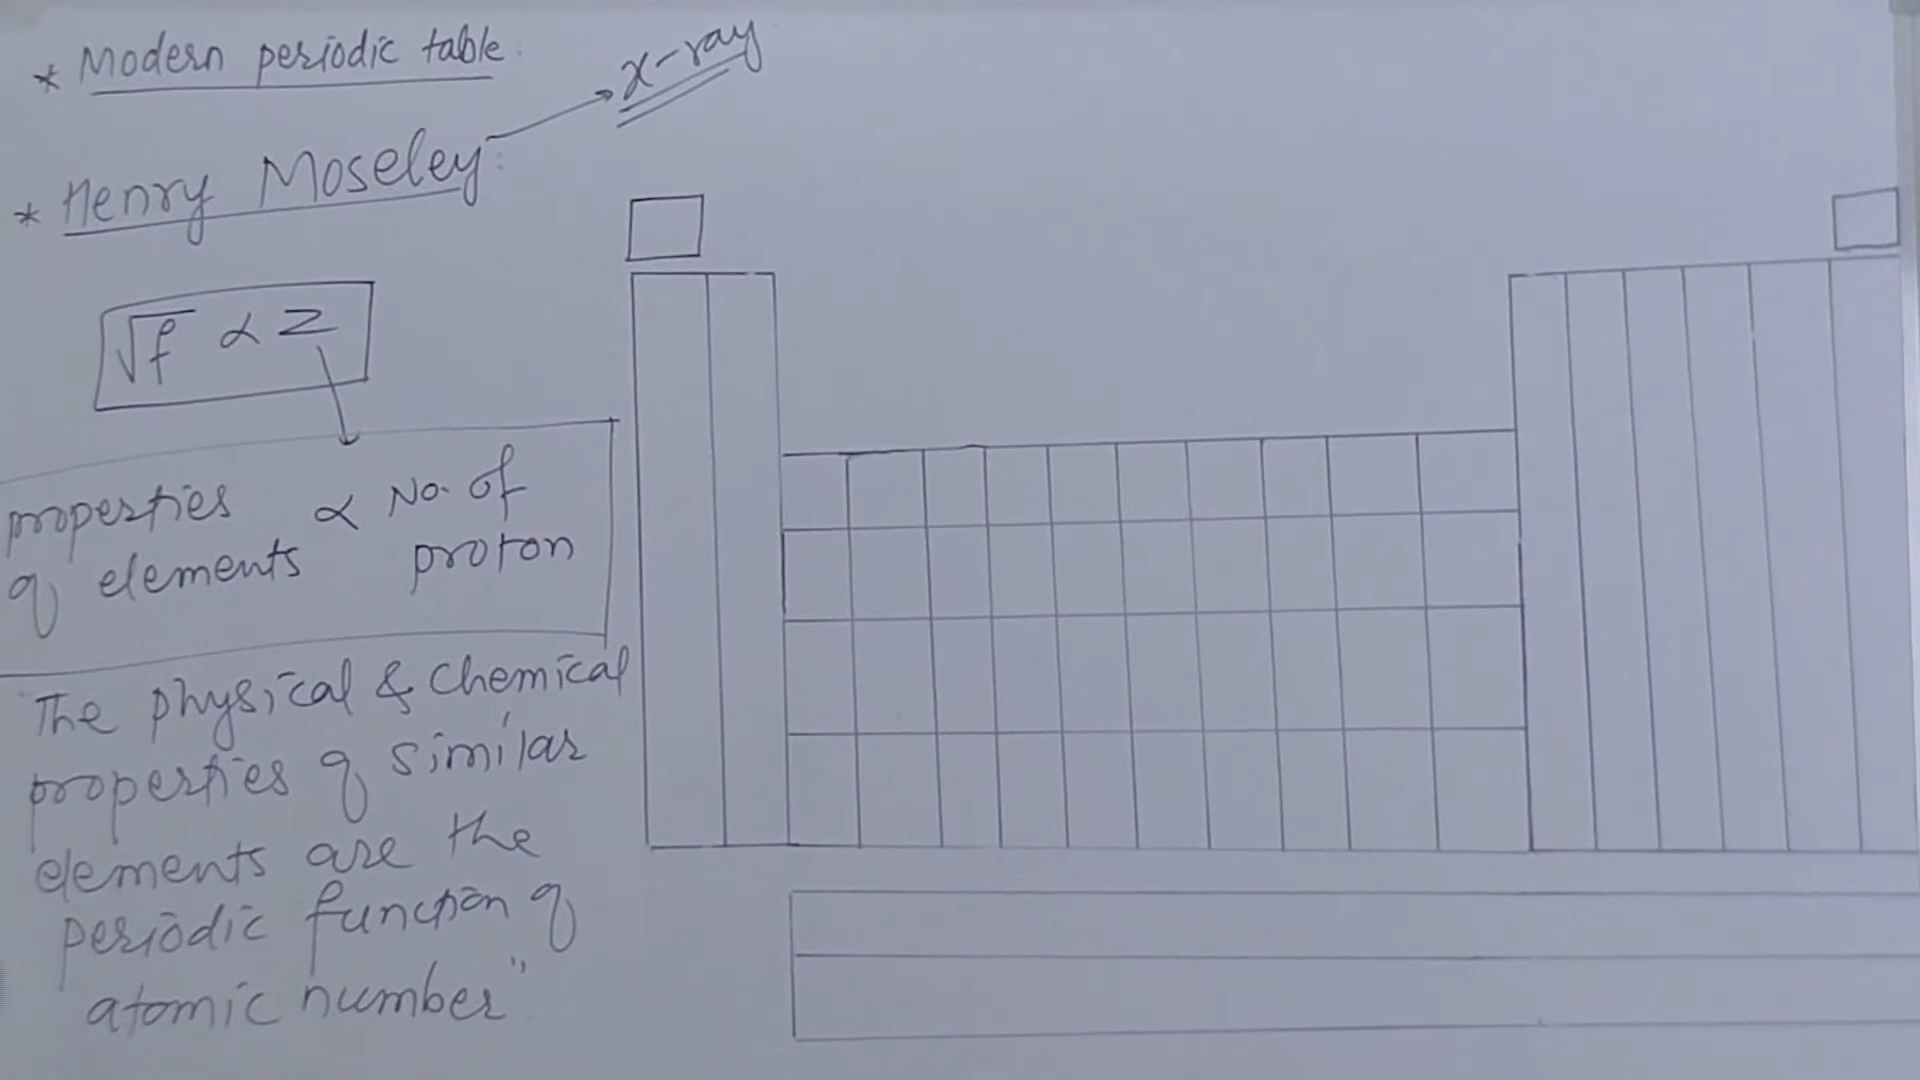 * Modern periodic table
* Henry Moseley
x-ray
√f ∝ Z
properties ∝ No. of
of elements proton
The physical & chemical
properties of similar
elements are the
periodic function of
atomic number"